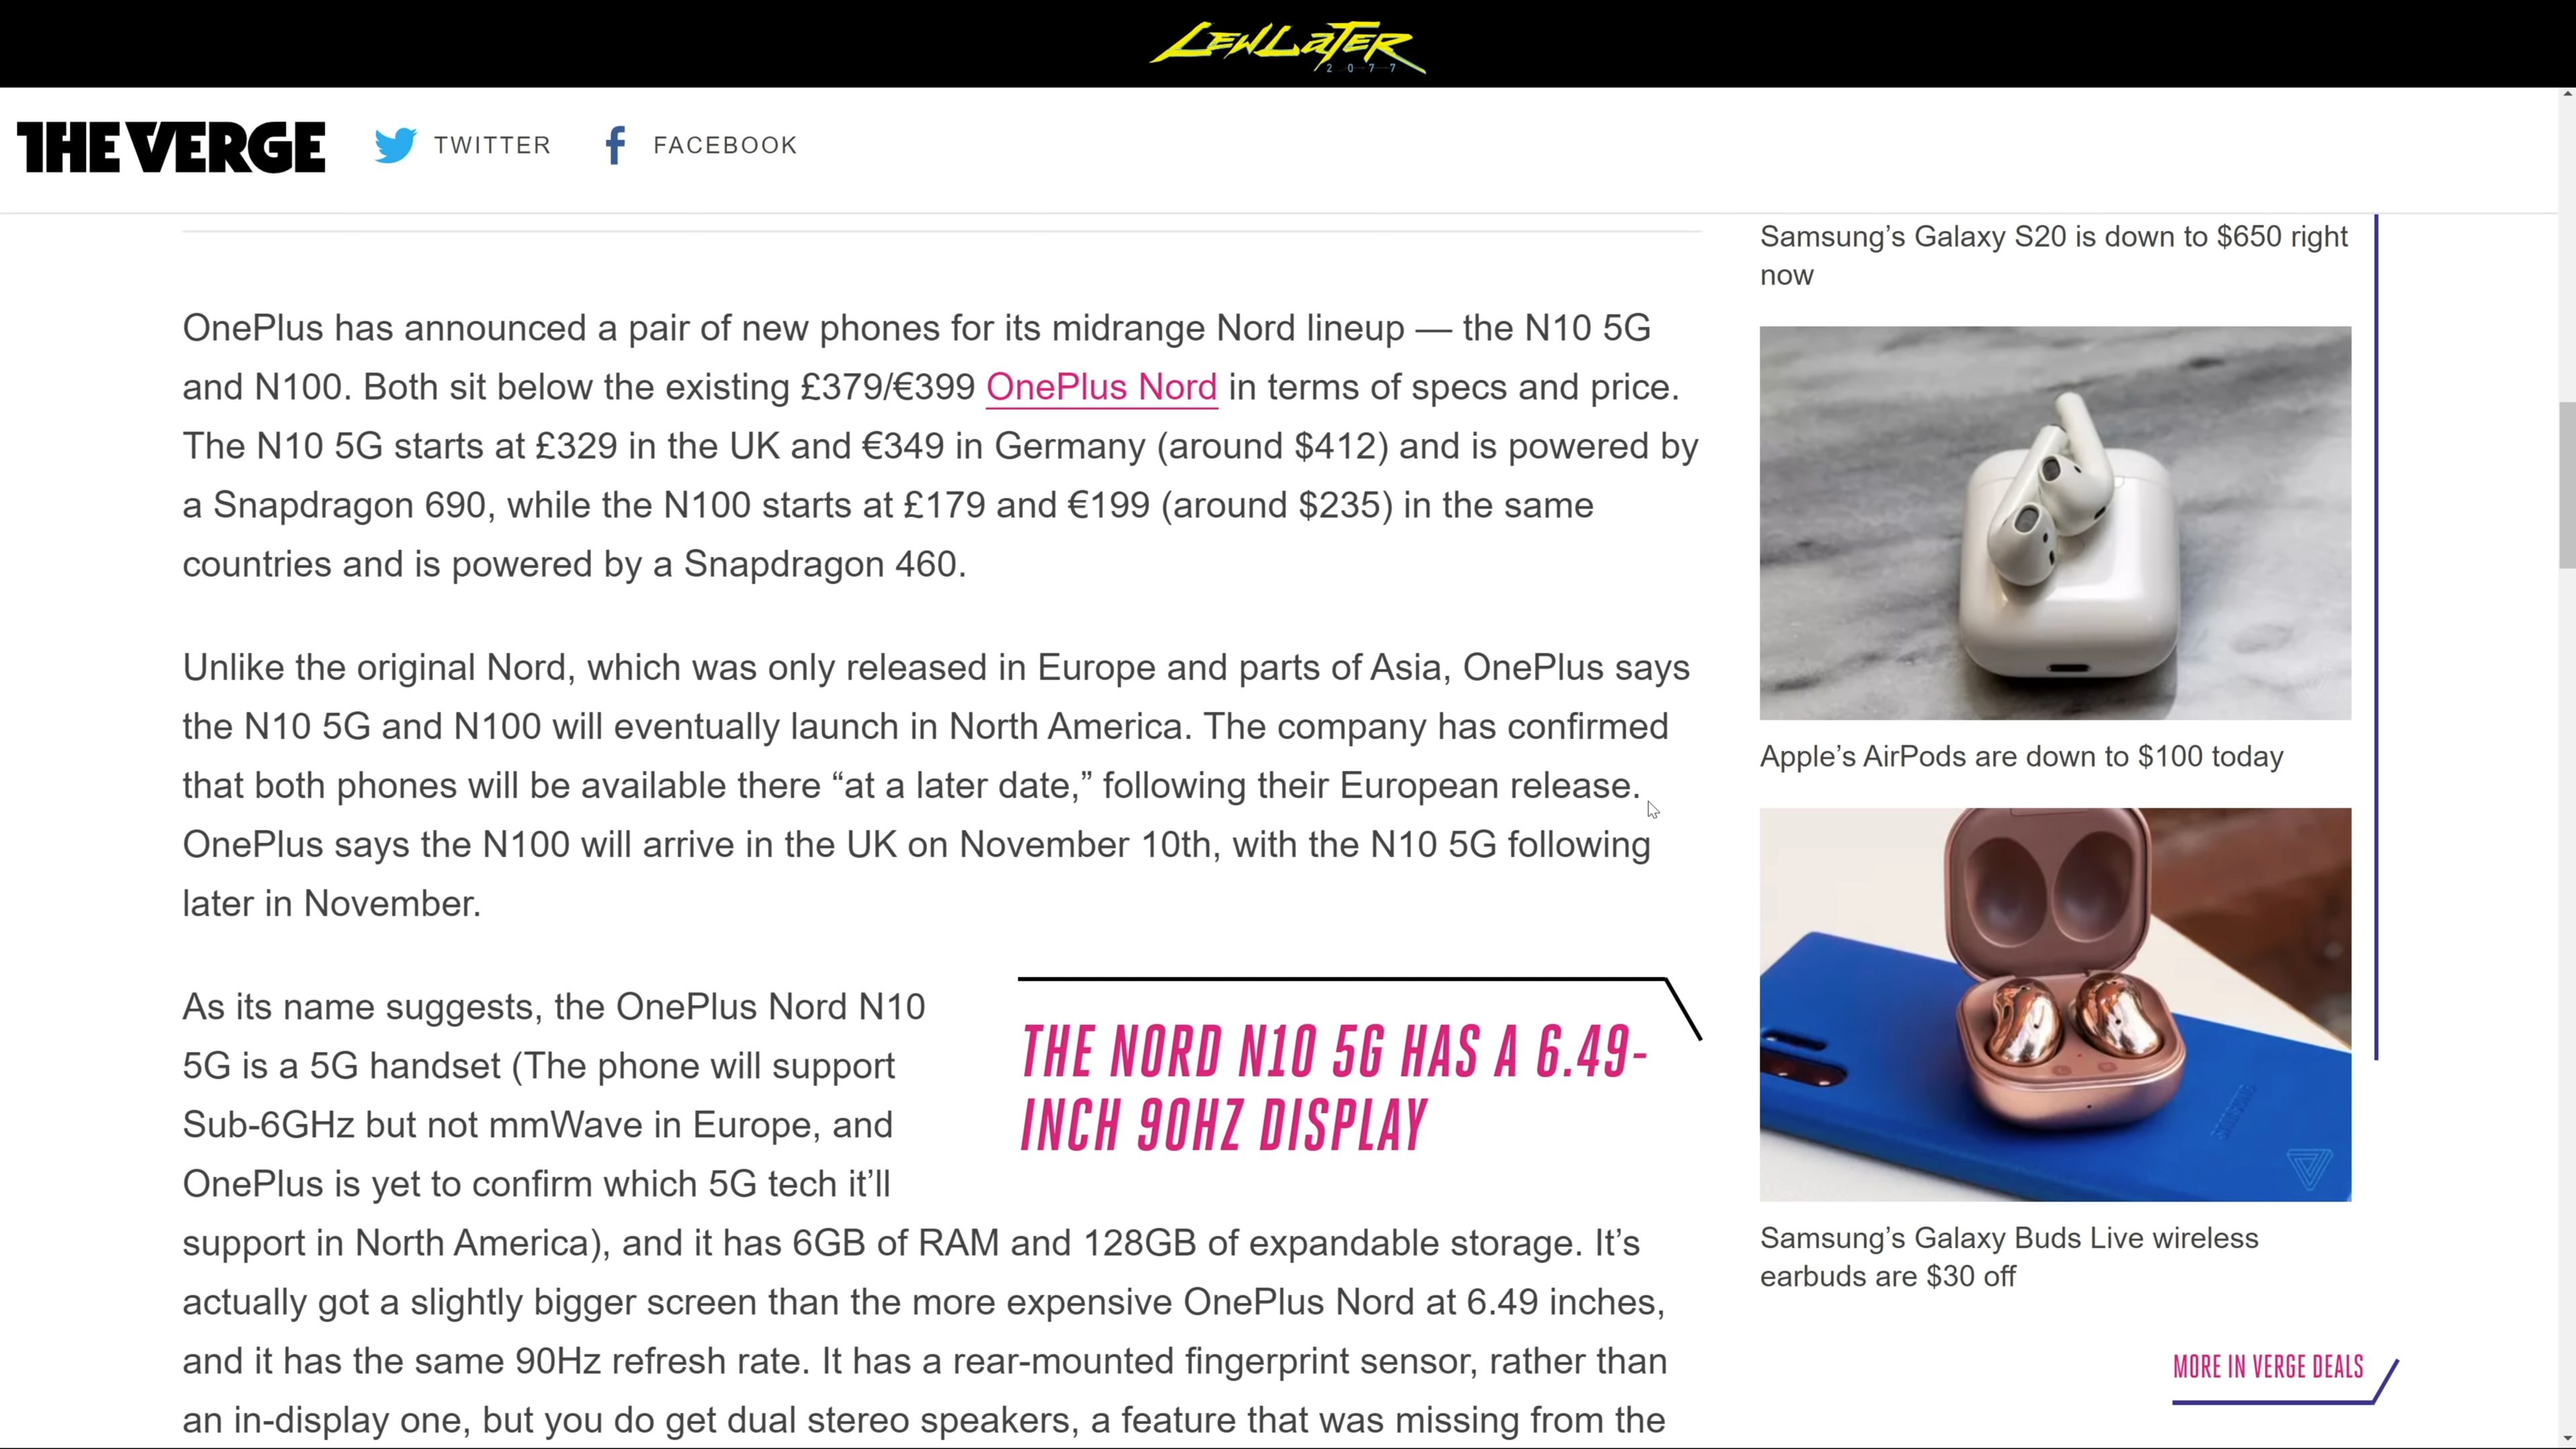 LEWLATER
2077
THE VERGE
TWITTER
FACEBOOK
OnePlus has announced a pair of new phones for its midrange Nord lineup — the N10 5G
and N100. Both sit below the existing £379/€399 OnePlus Nord in terms of specs and price.
The N10 5G starts at £329 in the UK and €349 in Germany (around $412) and is powered by
a Snapdragon 690, while the N100 starts at £179 and €199 (around $235) in the same
countries and is powered by a Snapdragon 460.
Unlike the original Nord, which was only released in Europe and parts of Asia, OnePlus says
the N10 5G and N100 will eventually launch in North America. The company has confirmed
that both phones will be available there “at a later date,” following their European release.
OnePlus says the N100 will arrive in the UK on November 10th, with the N10 5G following
later in November.
As its name suggests, the OnePlus Nord N10
5G is a 5G handset (The phone will support
Sub-6GHz but not mmWave in Europe, and
OnePlus is yet to confirm which 5G tech it’ll
support in North America), and it has 6GB of RAM and 128GB of expandable storage. It’s
actually got a slightly bigger screen than the more expensive OnePlus Nord at 6.49 inches,
and it has the same 90Hz refresh rate. It has a rear-mounted fingerprint sensor, rather than
an in-display one, but you do get dual stereo speakers, a feature that was missing from the
THE NORD N10 5G HAS A 6.49-
INCH 90HZ DISPLAY
Samsung’s Galaxy S20 is down to $650 right
now
Apple’s AirPods are down to $100 today
SAMSUNG
Samsung’s Galaxy Buds Live wireless
earbuds are $30 off
MORE IN VERGE DEALS